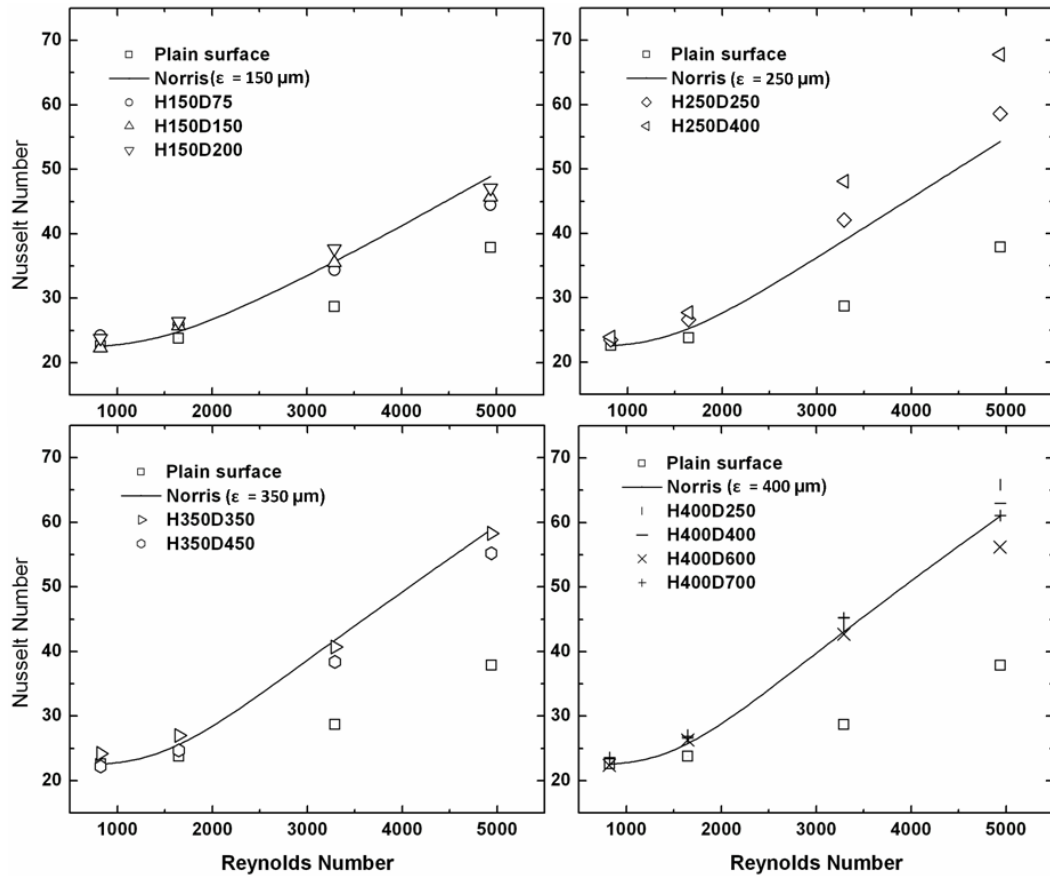 70
60
50
40
30
20
Nusselt Number
Plain surface
Norris (ε = 150 µm)
H150D75
H150D150
H150D200
1000 2000 3000 4000 5000
70
60
50
40
30
20
Plain surface
Norris (ε = 250 µm)
H250D250
H250D400
1000 2000 3000 4000 5000
70
60
50
40
30
20
Nusselt Number
Plain surface
Norris (ε = 350 µm)
H350D350
H350D450
1000 2000 3000 4000 5000
Reynolds Number
70
60
50
40
30
20
Plain surface
Norris (ε = 400 µm)
H400D250
H400D400
H400D600
H400D700
1000 2000 3000 4000 5000
Reynolds Number